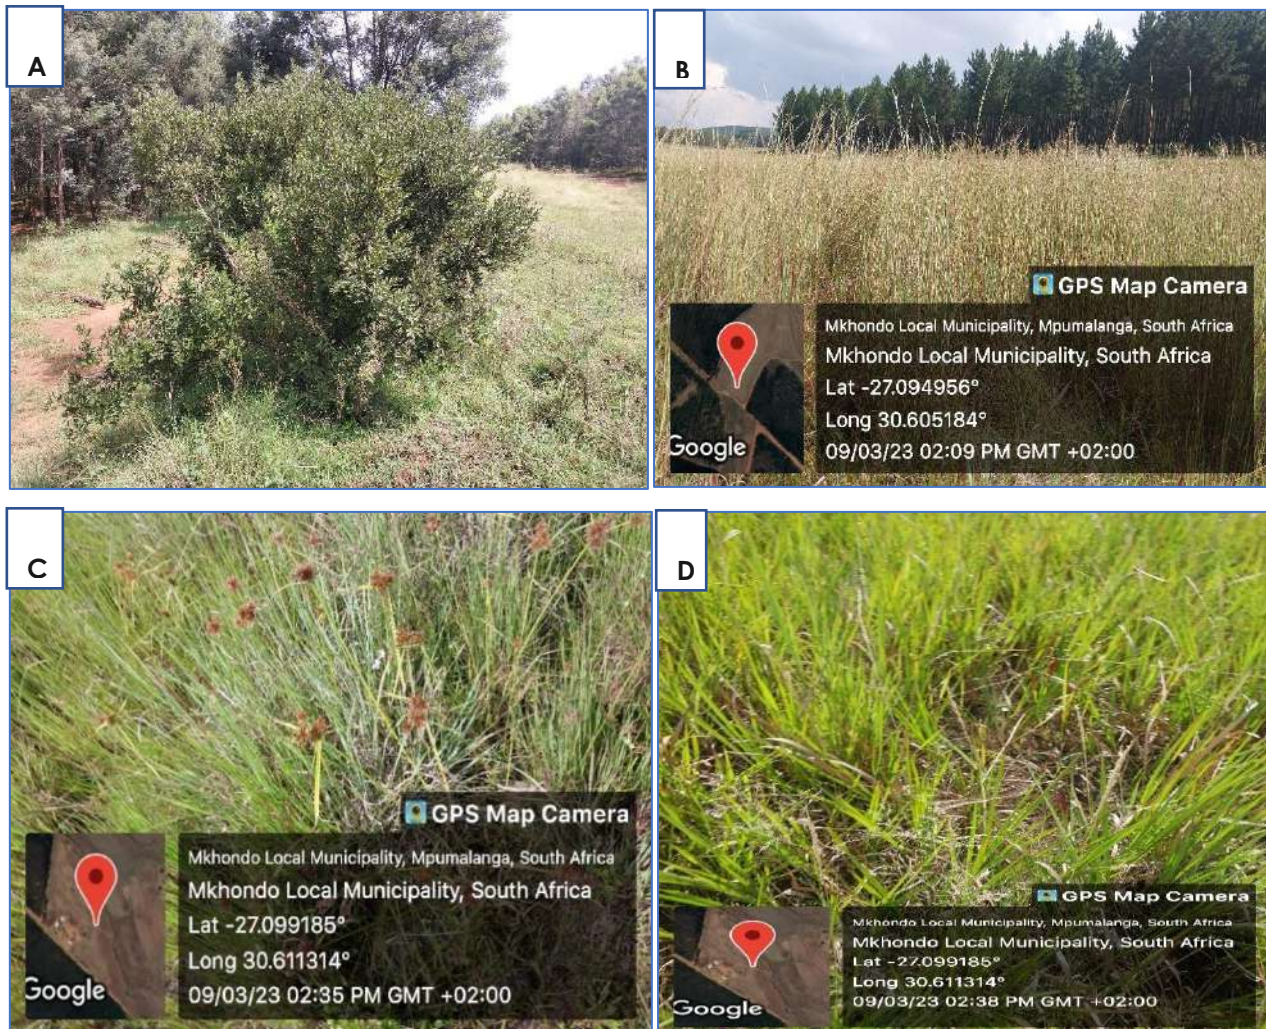 A
B
GPS Map Camera
Mkhondo Local Municipality, Mpumalanga, South Africa
Mkhondo Local Municipality, South Africa
Lat -27.094956°
Long 30.605184°
09/03/23 02:09 PM GMT +02:00
Google
C
GPS Map Camera
Mkhondo Local Municipality, Mpumalanga, South Africa
Mkhondo Local Municipality, South Africa
Lat -27.099185°
Long 30.611314°
09/03/23 02:35 PM GMT +02:00
Google
D
GPS Map Camera
Mkhondo Local Municipality, Mpumalanga, South Africa
Mkhondo Local Municipality, South Africa
Lat -27.099185°
Long 30.611314°
09/03/23 02:38 PM GMT +02:00
Google